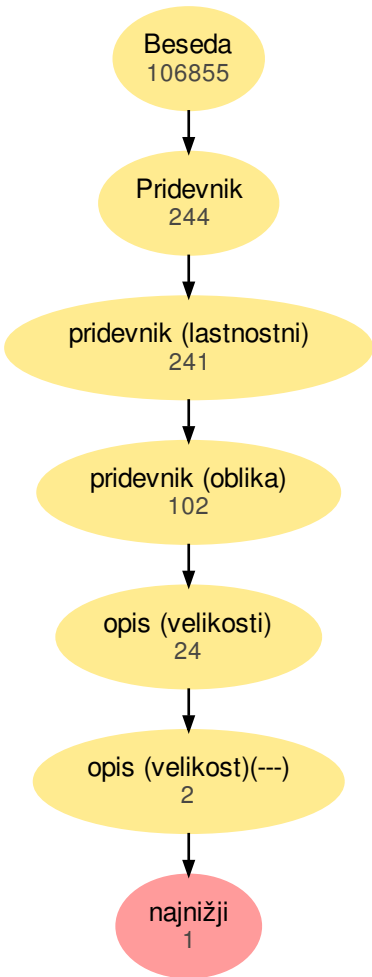 Beseda
106855
Pridevnik
244
pridevnik (lastnostni)
241
pridevnik (oblika)
102
opis (velikosti)
24
opis (velikost)(---)
2
najnižji
1